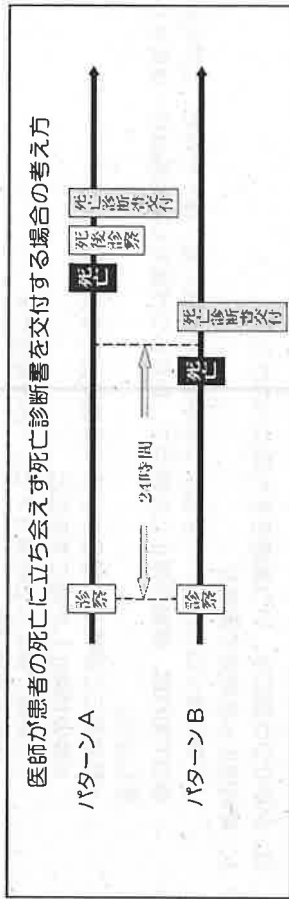 医師が患者の死亡に立ち会えず死亡診断書を交付する場合の考え方
パターンA
診察
死亡
死後診察
死亡診断書交付
24時間
パターンB
診察
死亡
死亡診断書交付